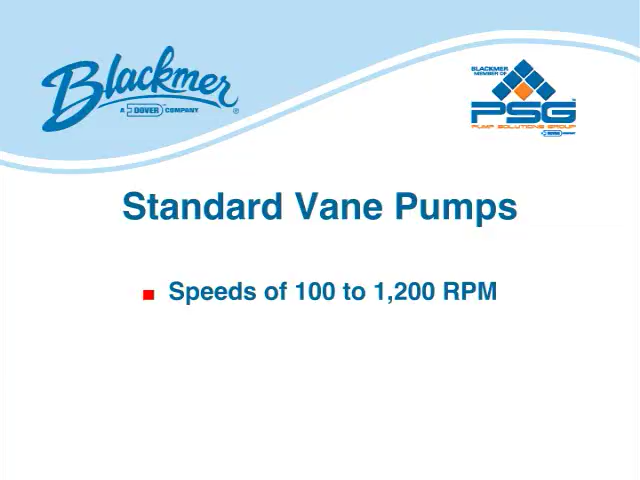 Blackmer
A DOVER COMPANY
BLACKMER
MEMBER OF
PSG
PUMP SOLUTIONS GROUP
Standard Vane Pumps
Speeds of 100 to 1,200 RPM